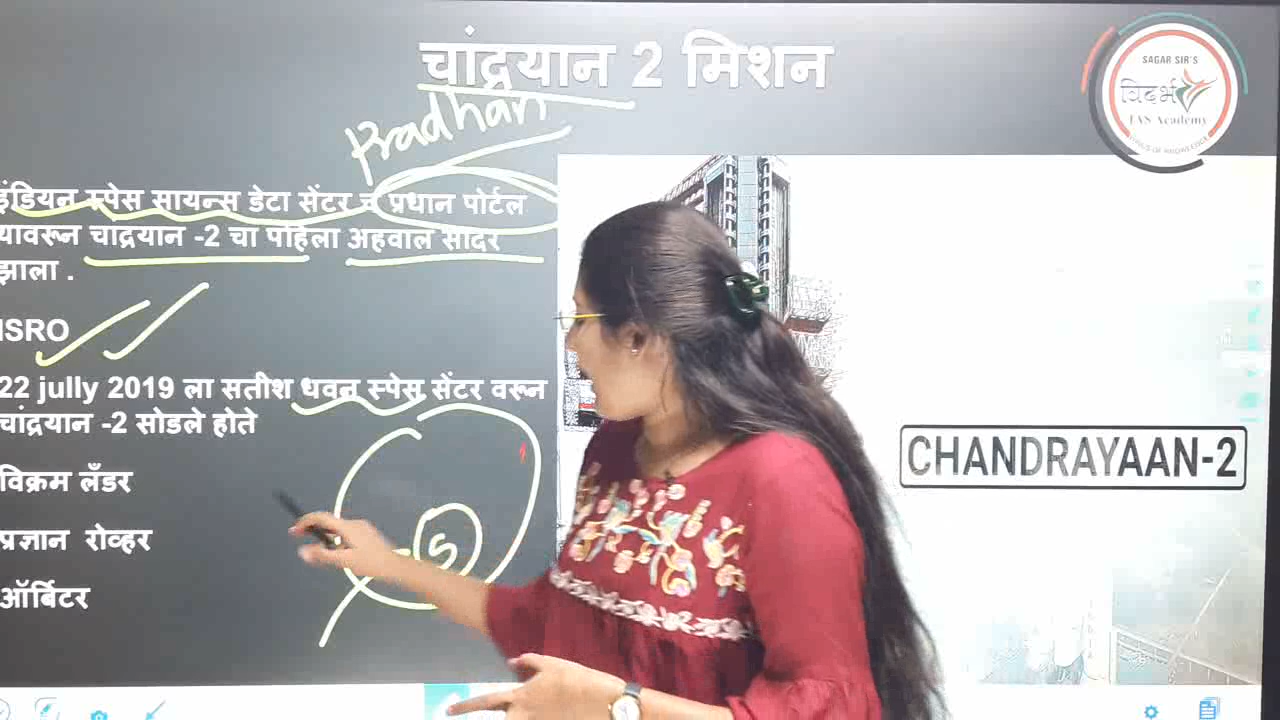 चांद्रयान 2 मिशन
SAGAR SIR'S
विदर्भ
IAS Academy
Pradhan
इंडियन स्पेस सायन्स डेटा सेंटर च प्रधान पोर्टल
यावरून चांद्रयान -2 चा पहिला अहवाल सादर
झाला .
ISRO
22 jully 2019 ला सतीश धवन स्पेस सेंटर वरून
चांद्रयान -2 सोडले होते
विक्रम लँडर
प्रज्ञान रोव्हर
ऑर्बिटर
5
CHANDRAYAAN-2